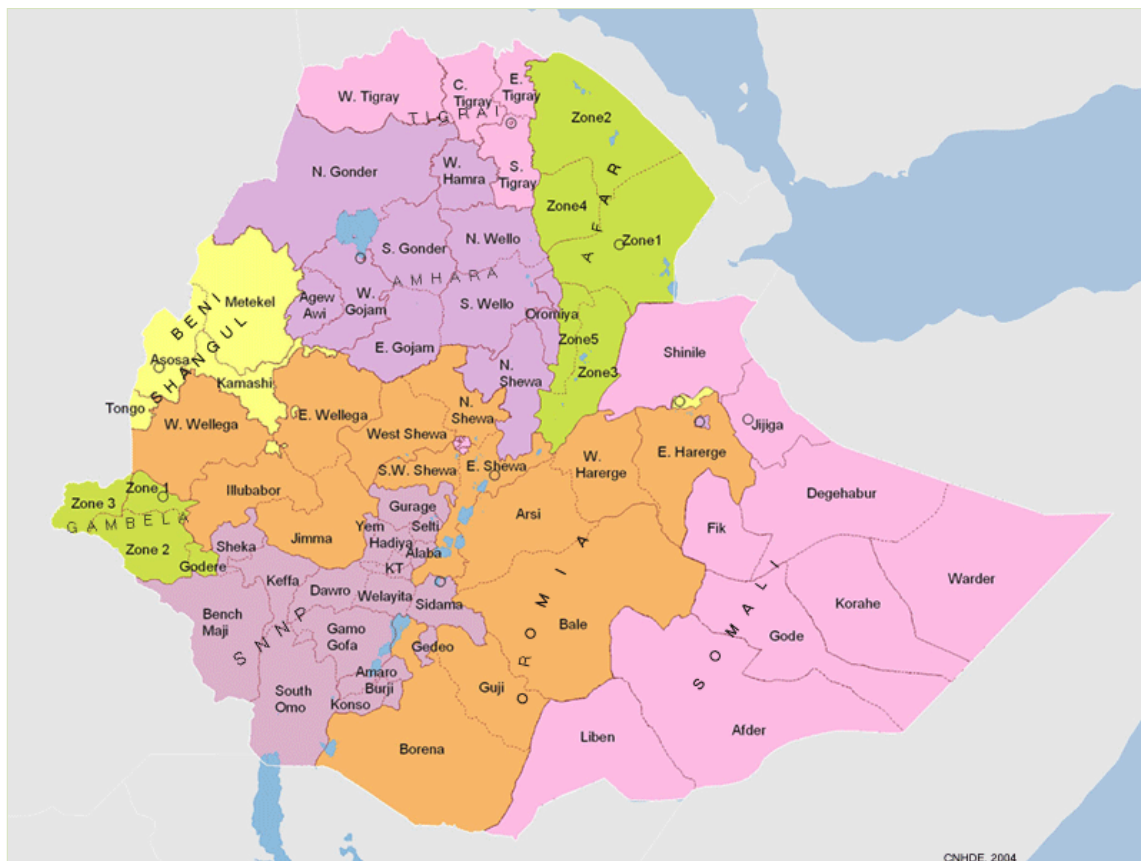 W. Tigray
C.
Tigray
E.
Tigray
TIGRAI
S.
Tigray
Zone2
N. Gonder
W.
Hamra
Zone4
AFAR
Zone1
S. Gonder
N. Wello
AMHARA
Metekel
BENI
SHANGUL
Agew
Awi
W.
Gojam
S. Wello
Oromiya
E. Gojam
Zone5
Zone3
Shinile
Asosa
Kamashi
N.
Shewa
Tongo
W. Wellega
E. Wellega
N.
Shewa
West Shewa
Jijiga
E. Harerge
W.
Harerge
S.W. Shewa
E. Shewa
Zone 1
Zone 3
GAMBELA
Zone 2
Godere
Illubabor
Jimma
Gurage
Yem
Selti
Hadiya
Alaba
KT
Arsi
Degehabur
Fik
Sheka
Keffa
Dawro
Welayita
Sidama
Warder
Korahe
Bench
Maji
SNNP
Gamo
Gofa
Gedeo
OROMIA
Bale
Gode
SOMALI
Amaro
Burji
Konso
South
Omo
Guji
Borena
Liben
Afder
CNHDE, 2004